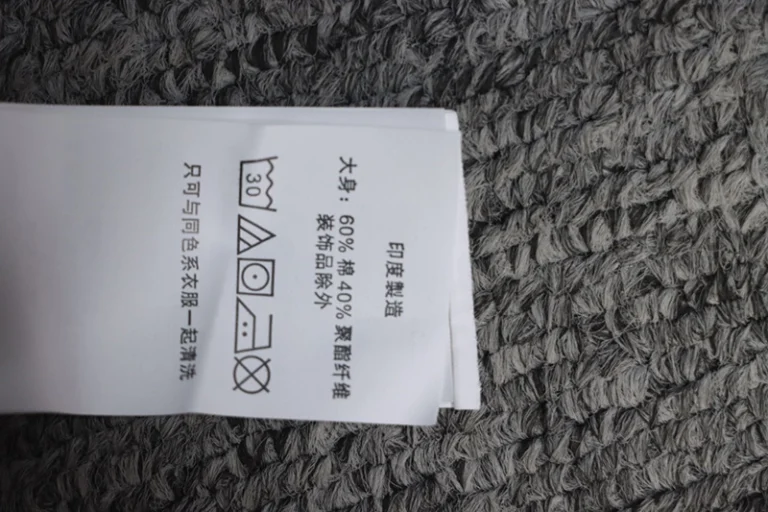 印度製造
大身: 60% 棉 40% 聚酯纤维
装饰品除外
30
只可与同色系衣服一起清洗